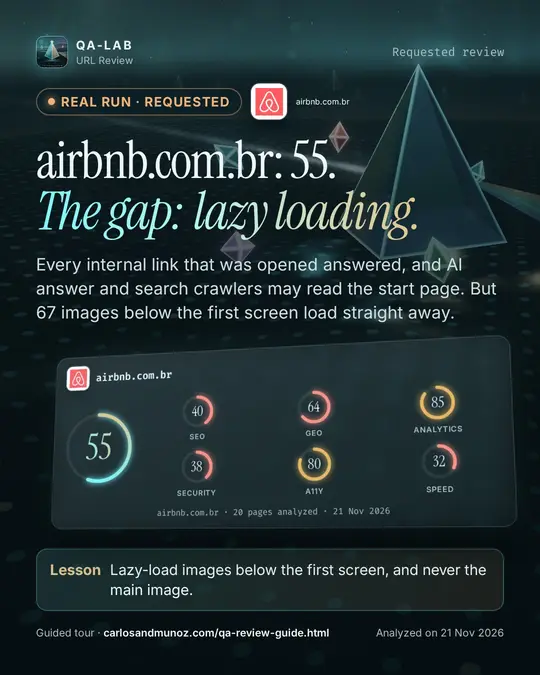 QA-LAB
URL Review
Requested review
REAL RUN · REQUESTED
airbnb.com.br
airbnb.com.br: 55.
The gap: lazy loading.
Every internal link that was opened answered, and AI
answer and search crawlers may read the start page. But
67 images below the first screen load straight away.
airbnb.com.br
55
40
SEO
64
GEO
85
ANALYTICS
38
SECURITY
80
A11Y
32
SPEED
airbnb.com.br · 20 pages analyzed · 21 Nov 2026
Lesson Lazy-load images below the first screen, and never the
main image.
Guided tour · carlosandmunoz.com/qa-review-guide.html
Analyzed on 21 Nov 2026